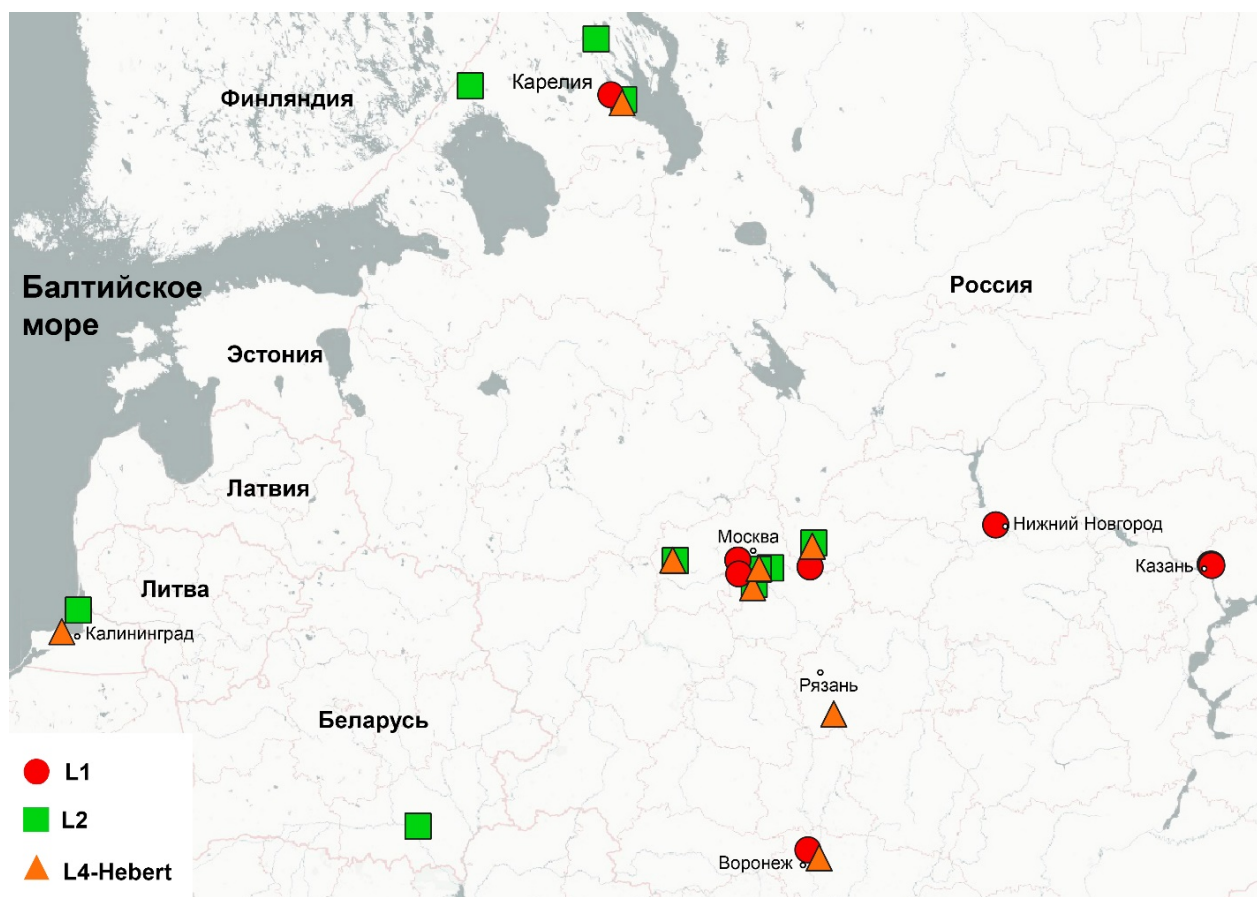 Карелия
Финляндия
Балтийское
море
Россия
Эстония
Латвия
Москва
Нижний Новгород
Казань
Литва
Калининград
Рязань
Беларусь
L1
L2
Воронеж
L4-Hebert